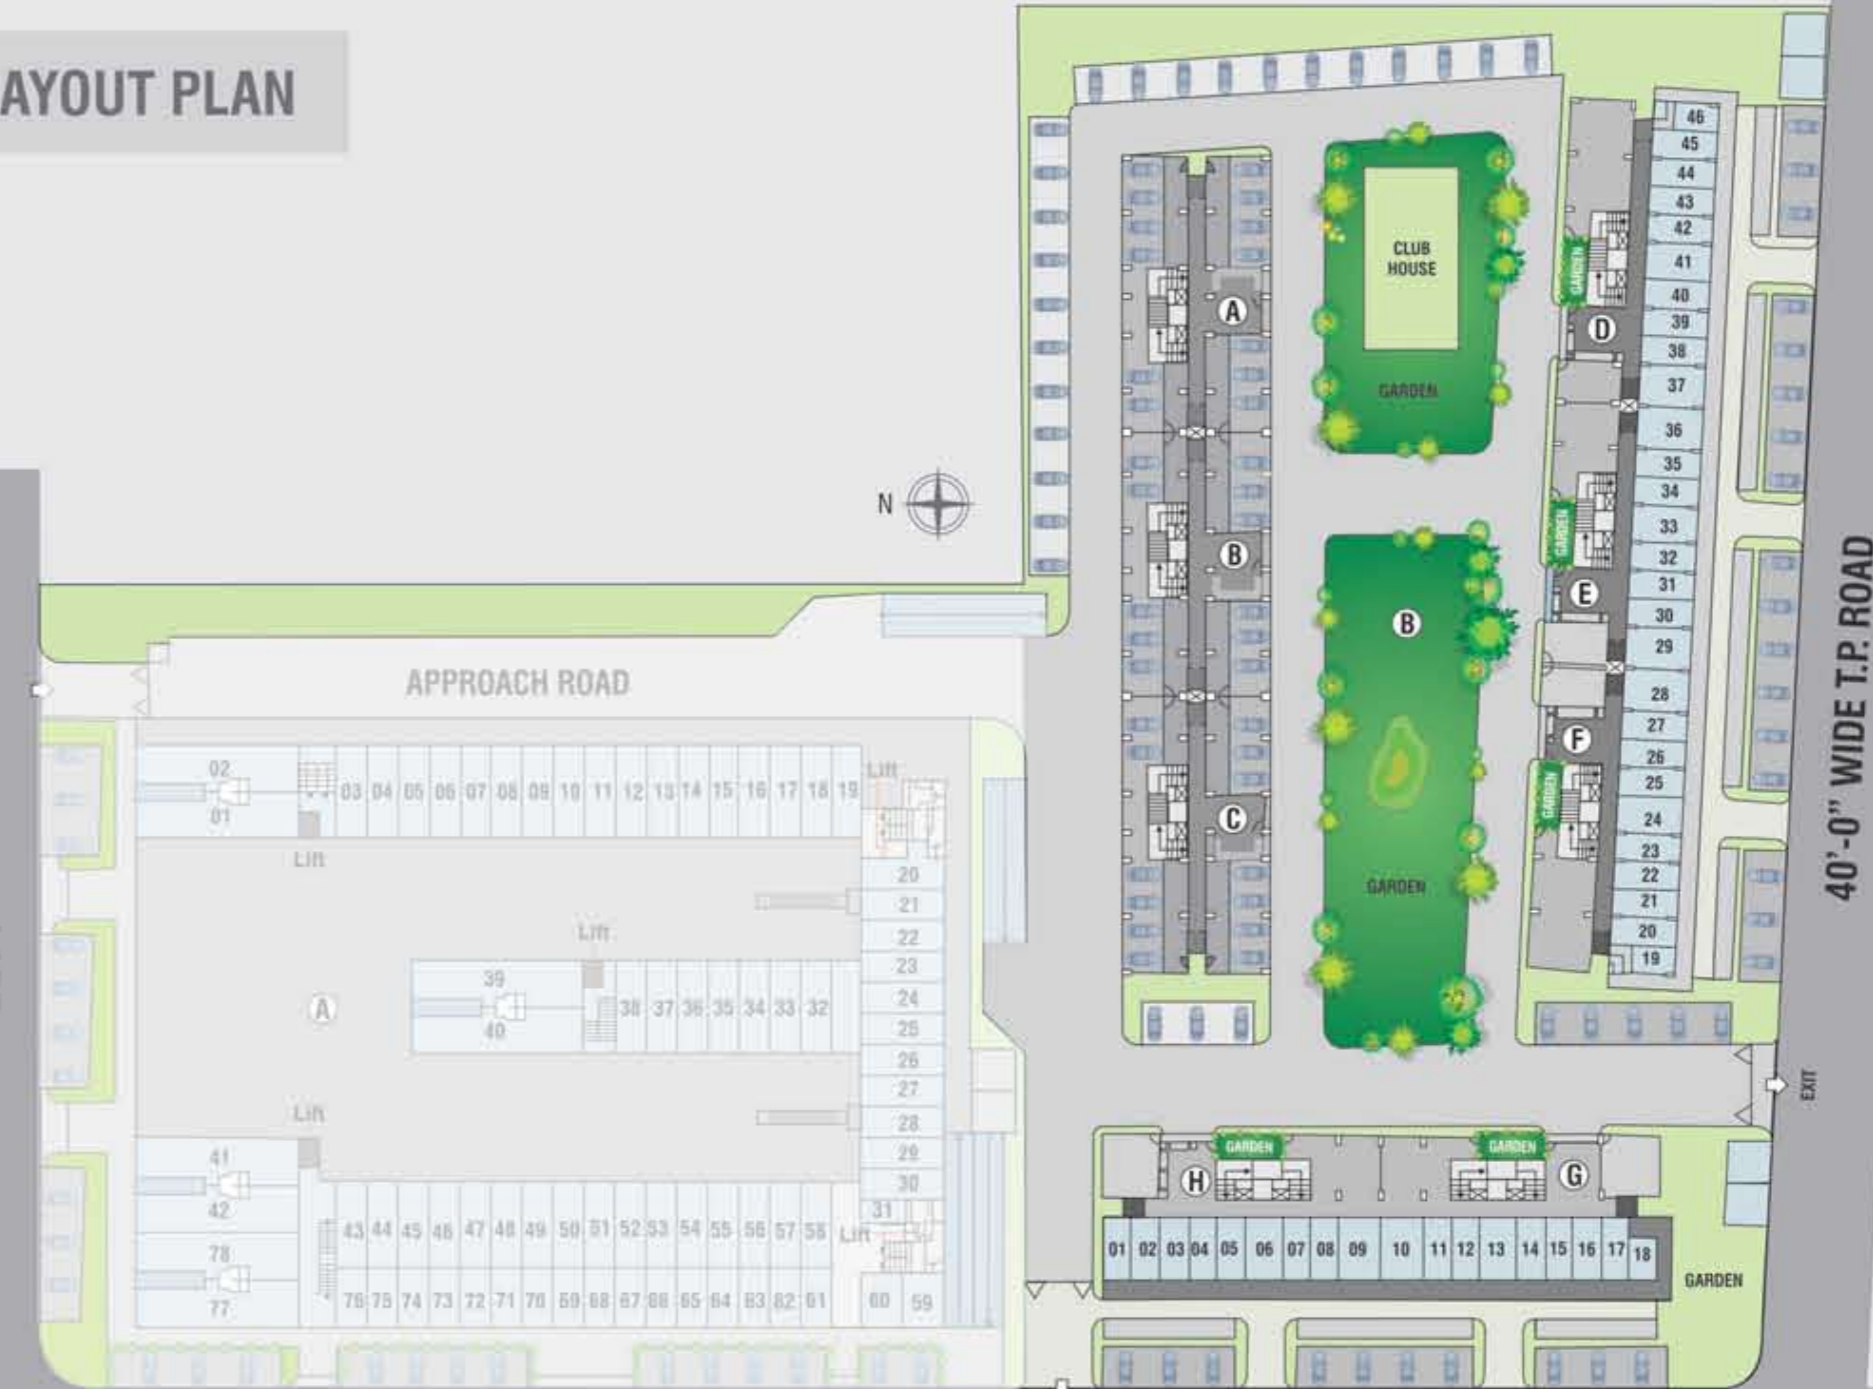 AYOUT PLAN
N
CLUB
HOUSE
GARDEN
A
B
C
B
GARDEN
46
45
44
43
42
41
40
39
38
37
36
35
34
33
32
31
30
29
28
27
26
25
24
23
22
21
20
19
GARDEN
D
GARDEN
E
F
GARDEN
40'-0" WIDE T.P. ROAD
EXIT
APPROACH ROAD
02
01
03 04 05 06 07 08 09 10 11 12 13 14 15 16 17 18 19
Lift
Lift
20
21
22
23
24
25
26
27
28
29
30
31
Lift
39
40
38 37 36 35 34 33 32
A
Lift
41
42
78
77
43 44 45 46 47 48 49 50 51 52 53 54 55 56 57 58
Lift
76 75 74 73 72 71 70 69 68 67 66 65 64 63 62 61
60 59
GARDEN
GARDEN
H
G
01 02 03 04 05 06 07 08 09 10 11 12 13 14 15 16 17 18
GARDEN